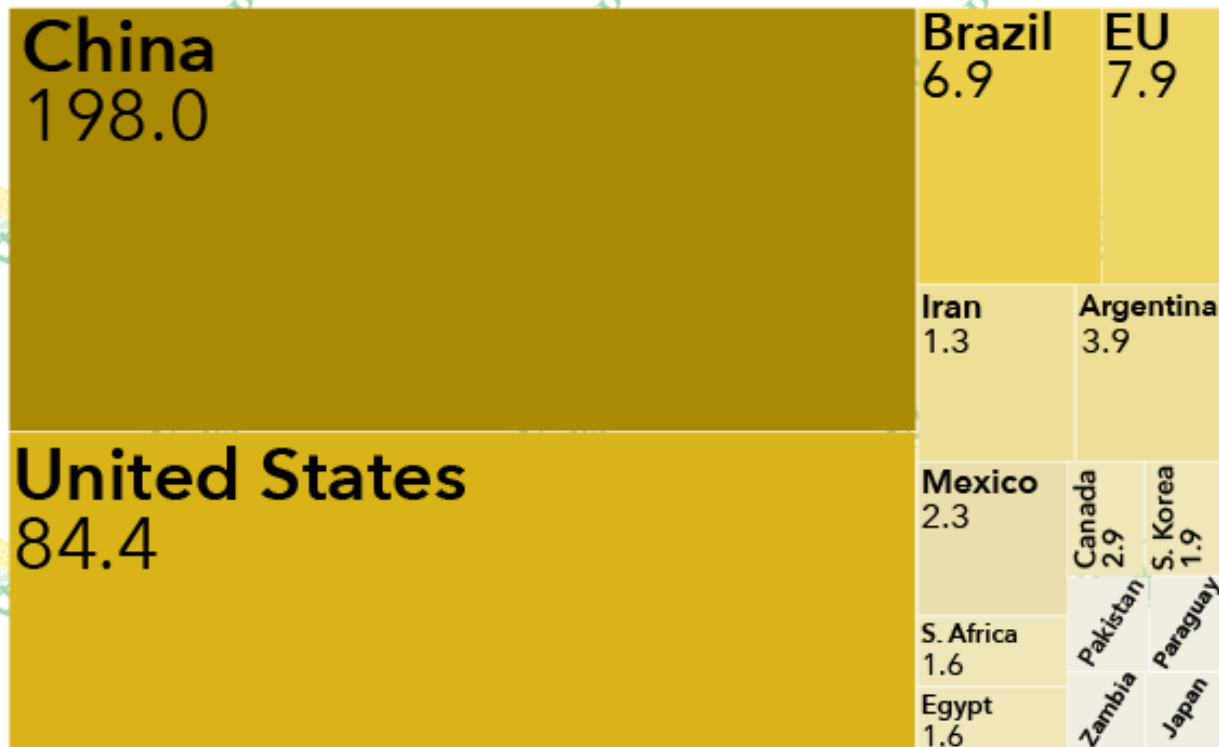 China
198.0
Brazil
6.9
EU
7.9
Iran
1.3
Argentina
3.9
United States
84.4
Mexico
2.3
Canada
2.9
S. Korea
1.9
S. Africa
1.6
Egypt
1.6
Pakistan
Paraguay
Zambia
Japan